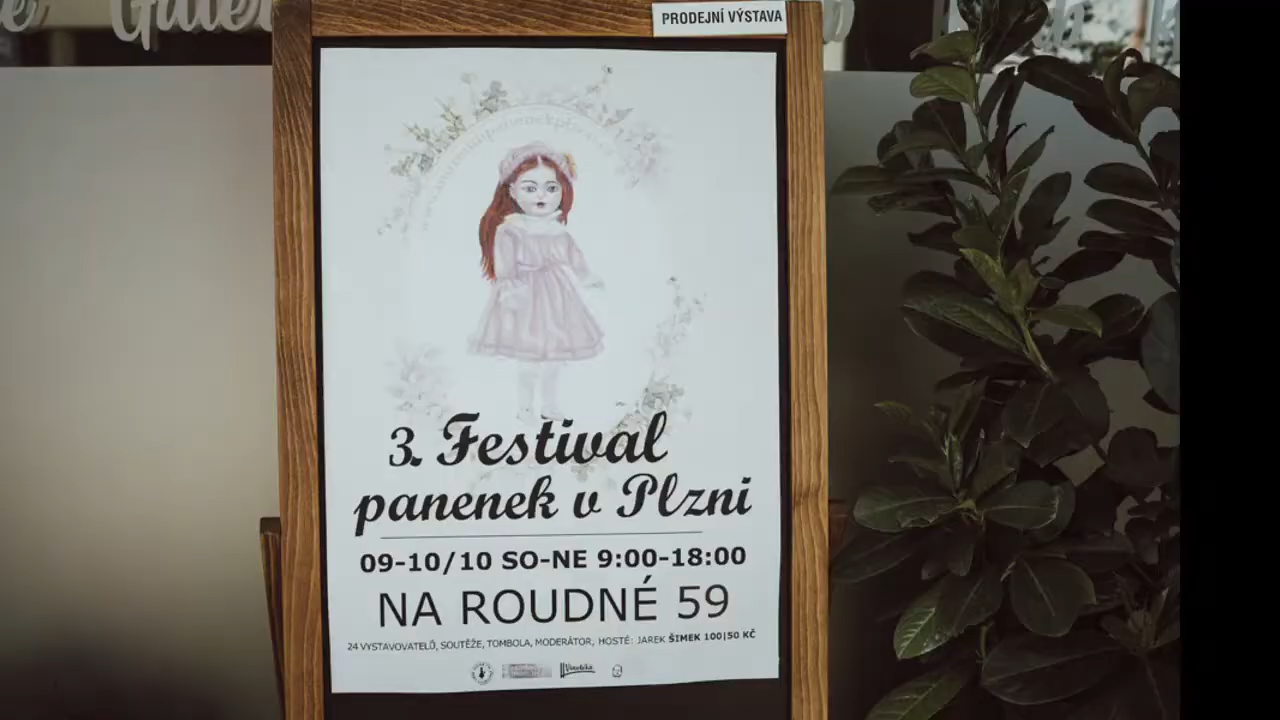 PRODEJNÍ VÝSTAVA
3. Festival
panenek v Plzni
09-10/10 SO-NE 9:00-18:00
NA ROUDNÉ 59
24 VYSTAVOVATELŮ, SOUTĚŽE, TOMBOLA, MODERÁTOR, HOSTÉ: JAREK ŠIMEK 100|50 KČ